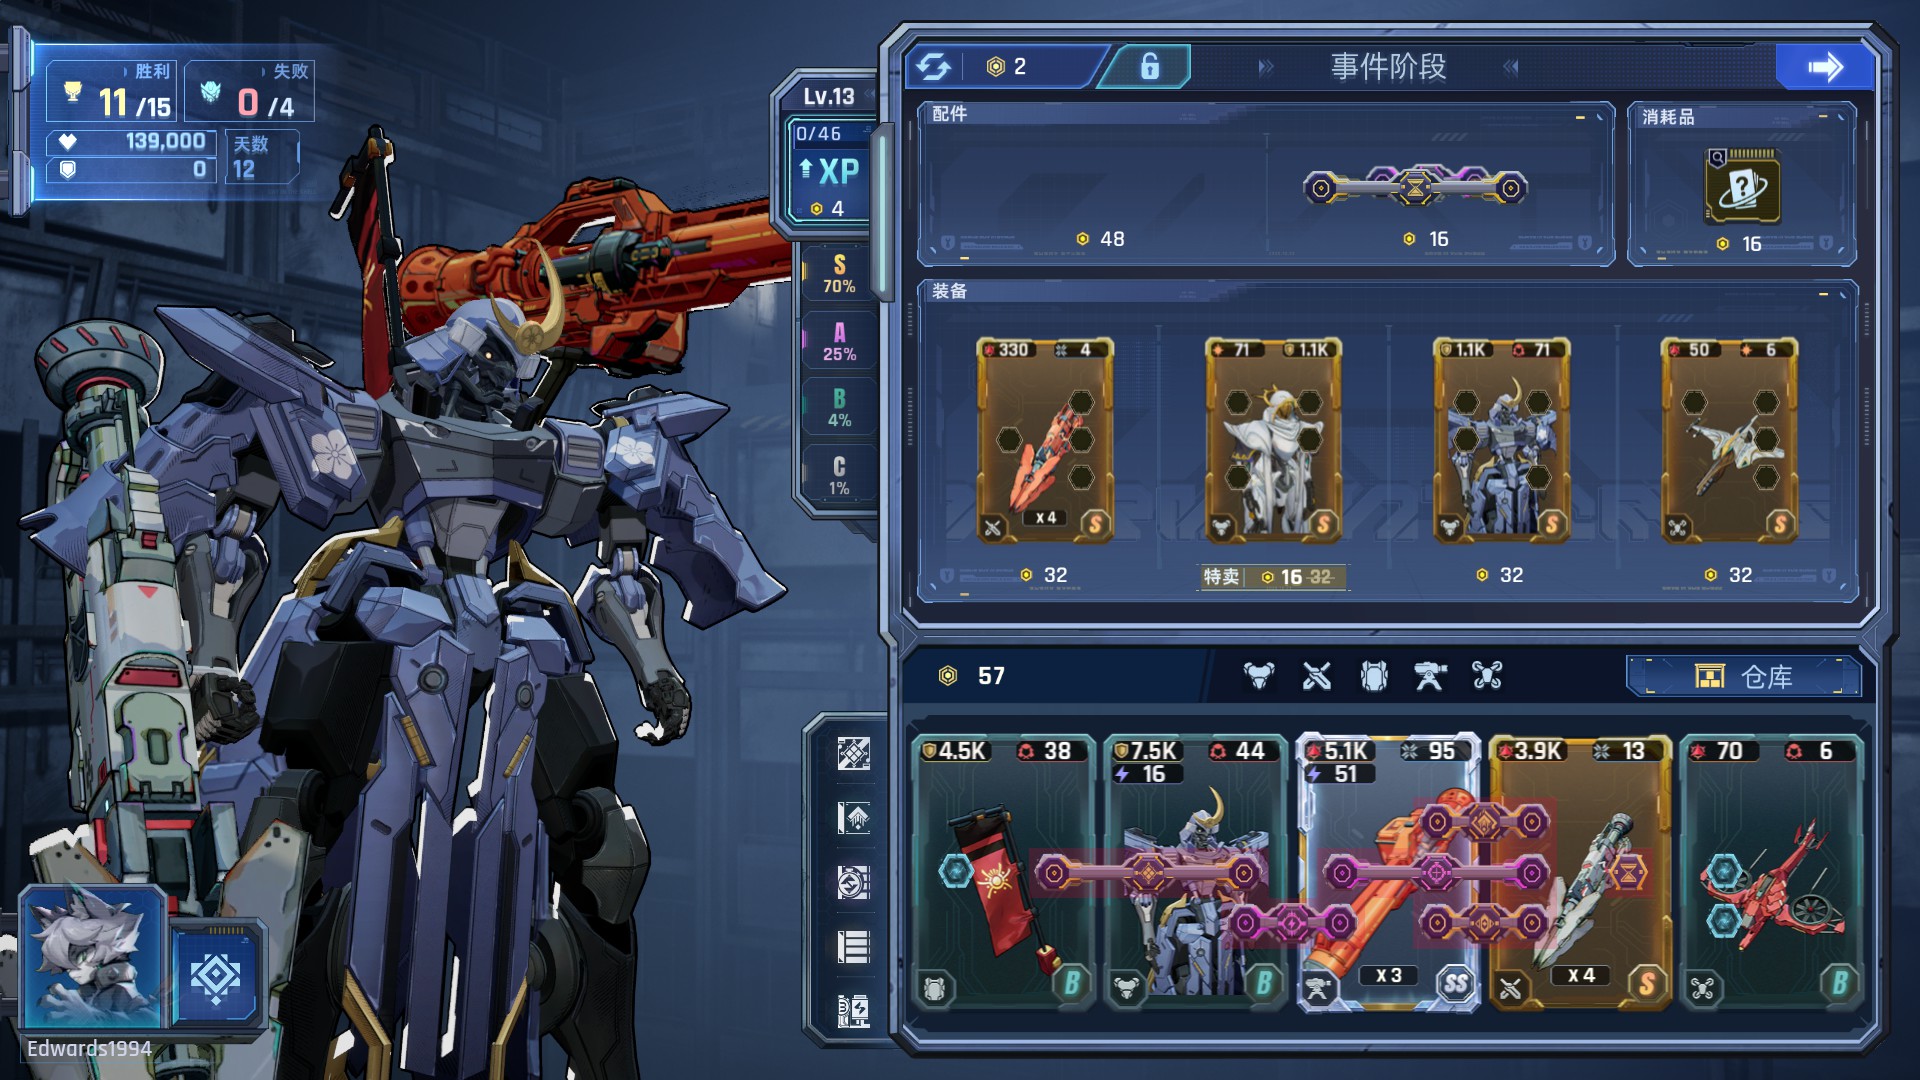 胜利
11 /15
失败
0 /4
139,000
0
天数
12
Lv.13
0/46
XP
4
S
70%
A
25%
B
4%
C
1%
2
事件阶段
配件
48
16
消耗品
16
装备
330 4
x4
S
32
71 1.1K
S
特卖 16 32
1.1K 71
S
32
50 6
S
32
57
仓库
4.5K 38
B
7.5K 44
16
B
5.1K 95
51
x3
SS
3.9K 13
x4
S
70 6
B
Edwards1994